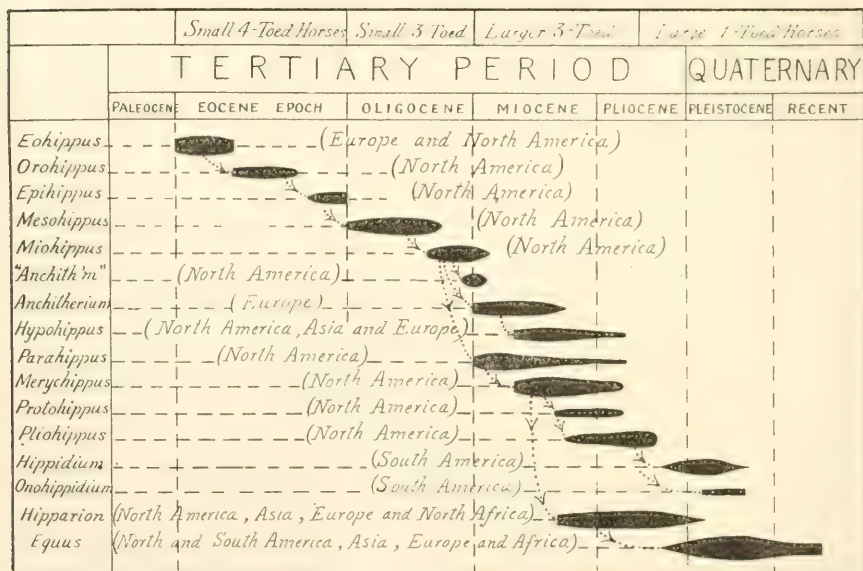 Small 4-Toed Horses Small 3 Toed Larger 3-Toed Large 1-Toed Horses
TERTIARY PERIOD QUATERNARY
PALEOCENE EOCENE EPOCH OLIGOCENE MIOCENE PLIOCENE PLEISTOCENE RECENT
Eohippus (Europe and North America)
Orohippus (North America)
Epihippus (North America)
Mesohippus (North America)
Miohippus (North America)
"Anchith'm" (North America)
Anchitherium (Europe)
Hypohippus (North America, Asia and Europe)
Parahippus (North America)
Merychippus (North America)
Protohippus (North America)
Pliohippus (North America)
Hippidium (South America)
Onohippidium (South America)
Hipparion (North America, Asia, Europe and North Africa)
Equus (North and South America, Asia, Europe and Africa)